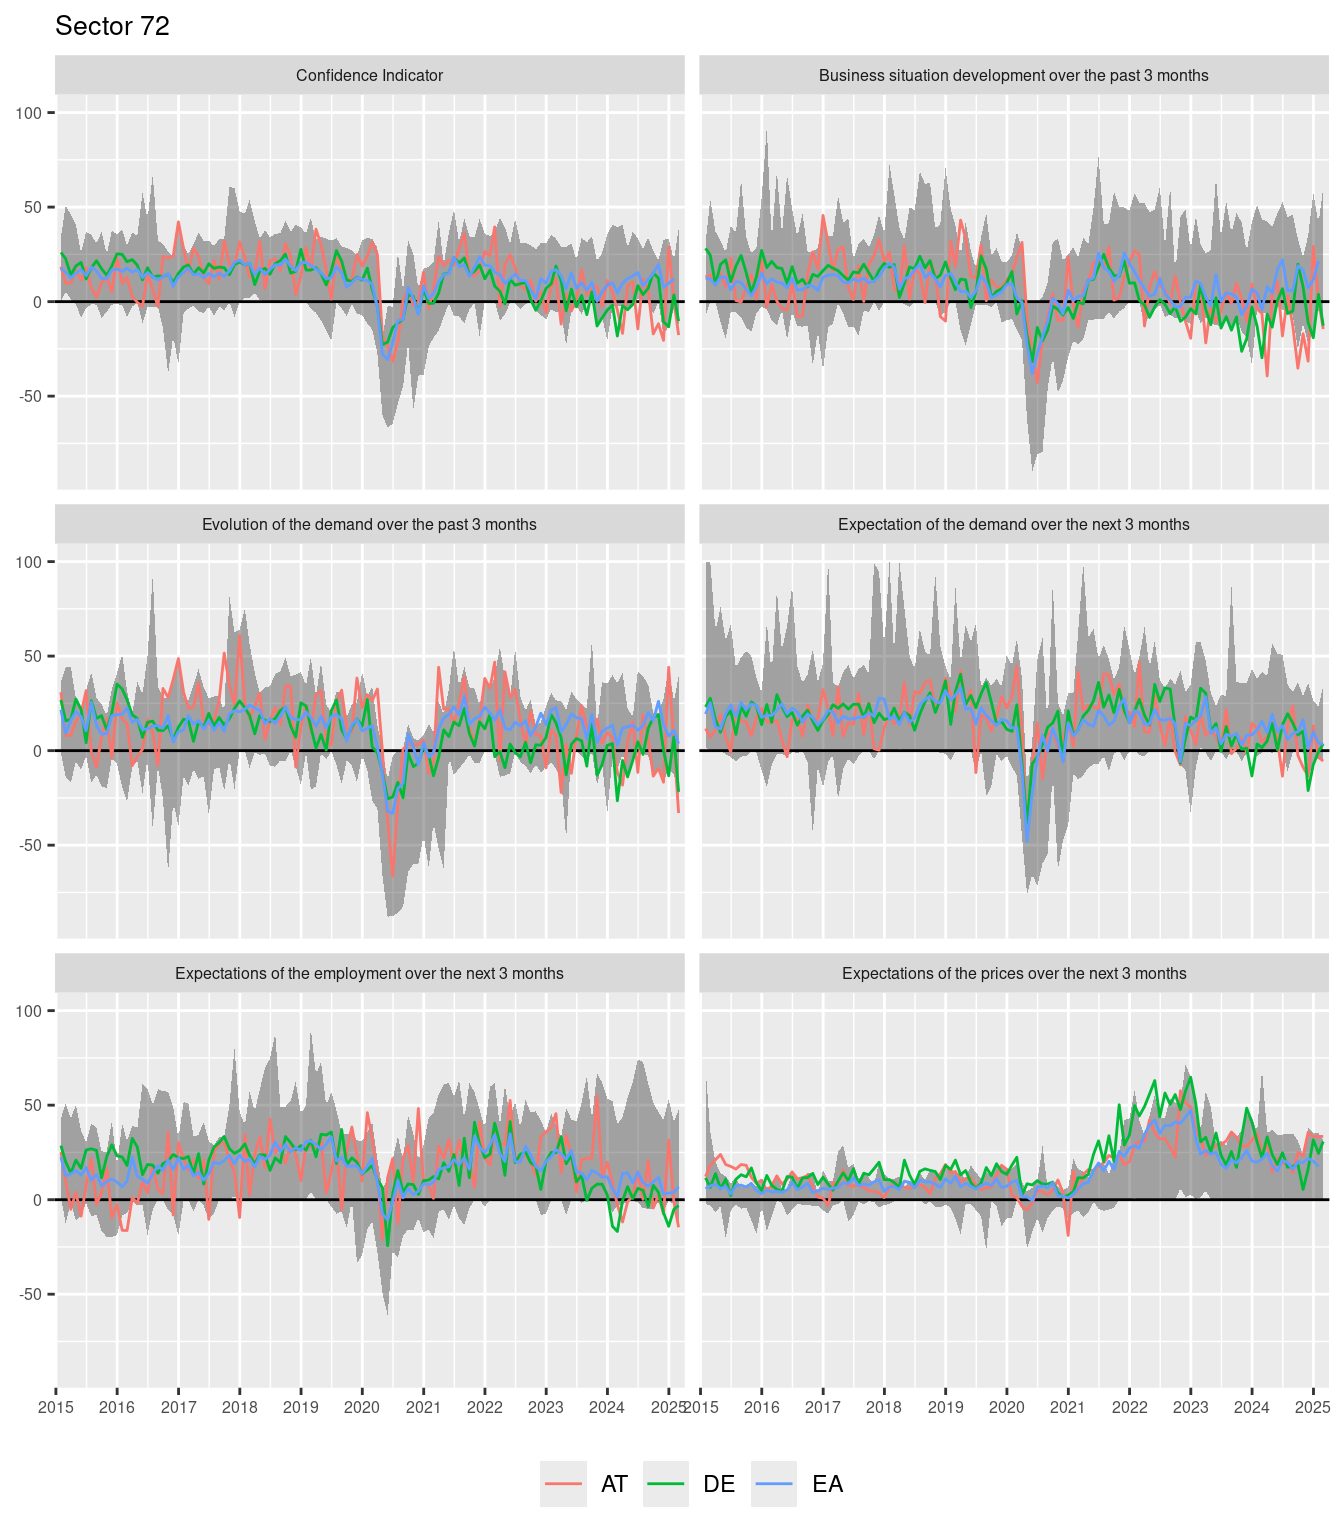 Sector 72
Confidence Indicator
Business situation development over the past 3 months
100
50
0
-50
Evolution of the demand over the past 3 months
Expectation of the demand over the next 3 months
100
50
0
-50
Expectations of the employment over the next 3 months
Expectations of the prices over the next 3 months
100
50
0
-50
2015 2016 2017 2018 2019 2020 2021 2022 2023 2024 2025 2015 2016 2017 2018 2019 2020 2021 2022 2023 2024 2025
AT DE EA